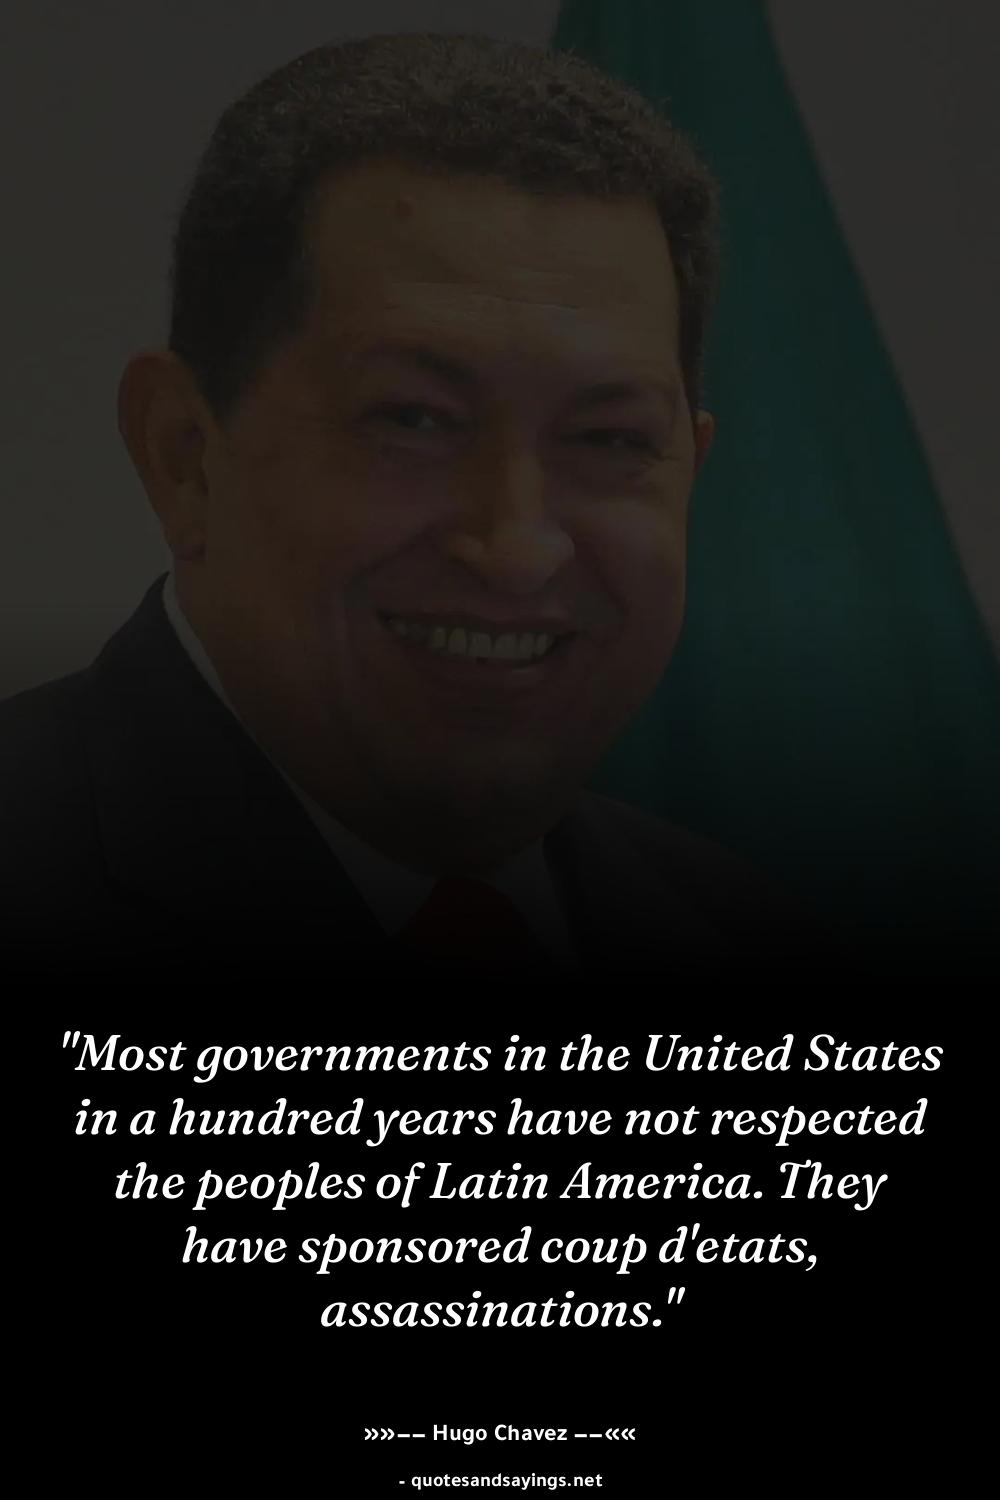 "Most governments in the United States
in a hundred years have not respected
the peoples of Latin America. They
have sponsored coup d'etats,
assassinations."
»»−− Hugo Chavez −−««
- quotesandsayings.net